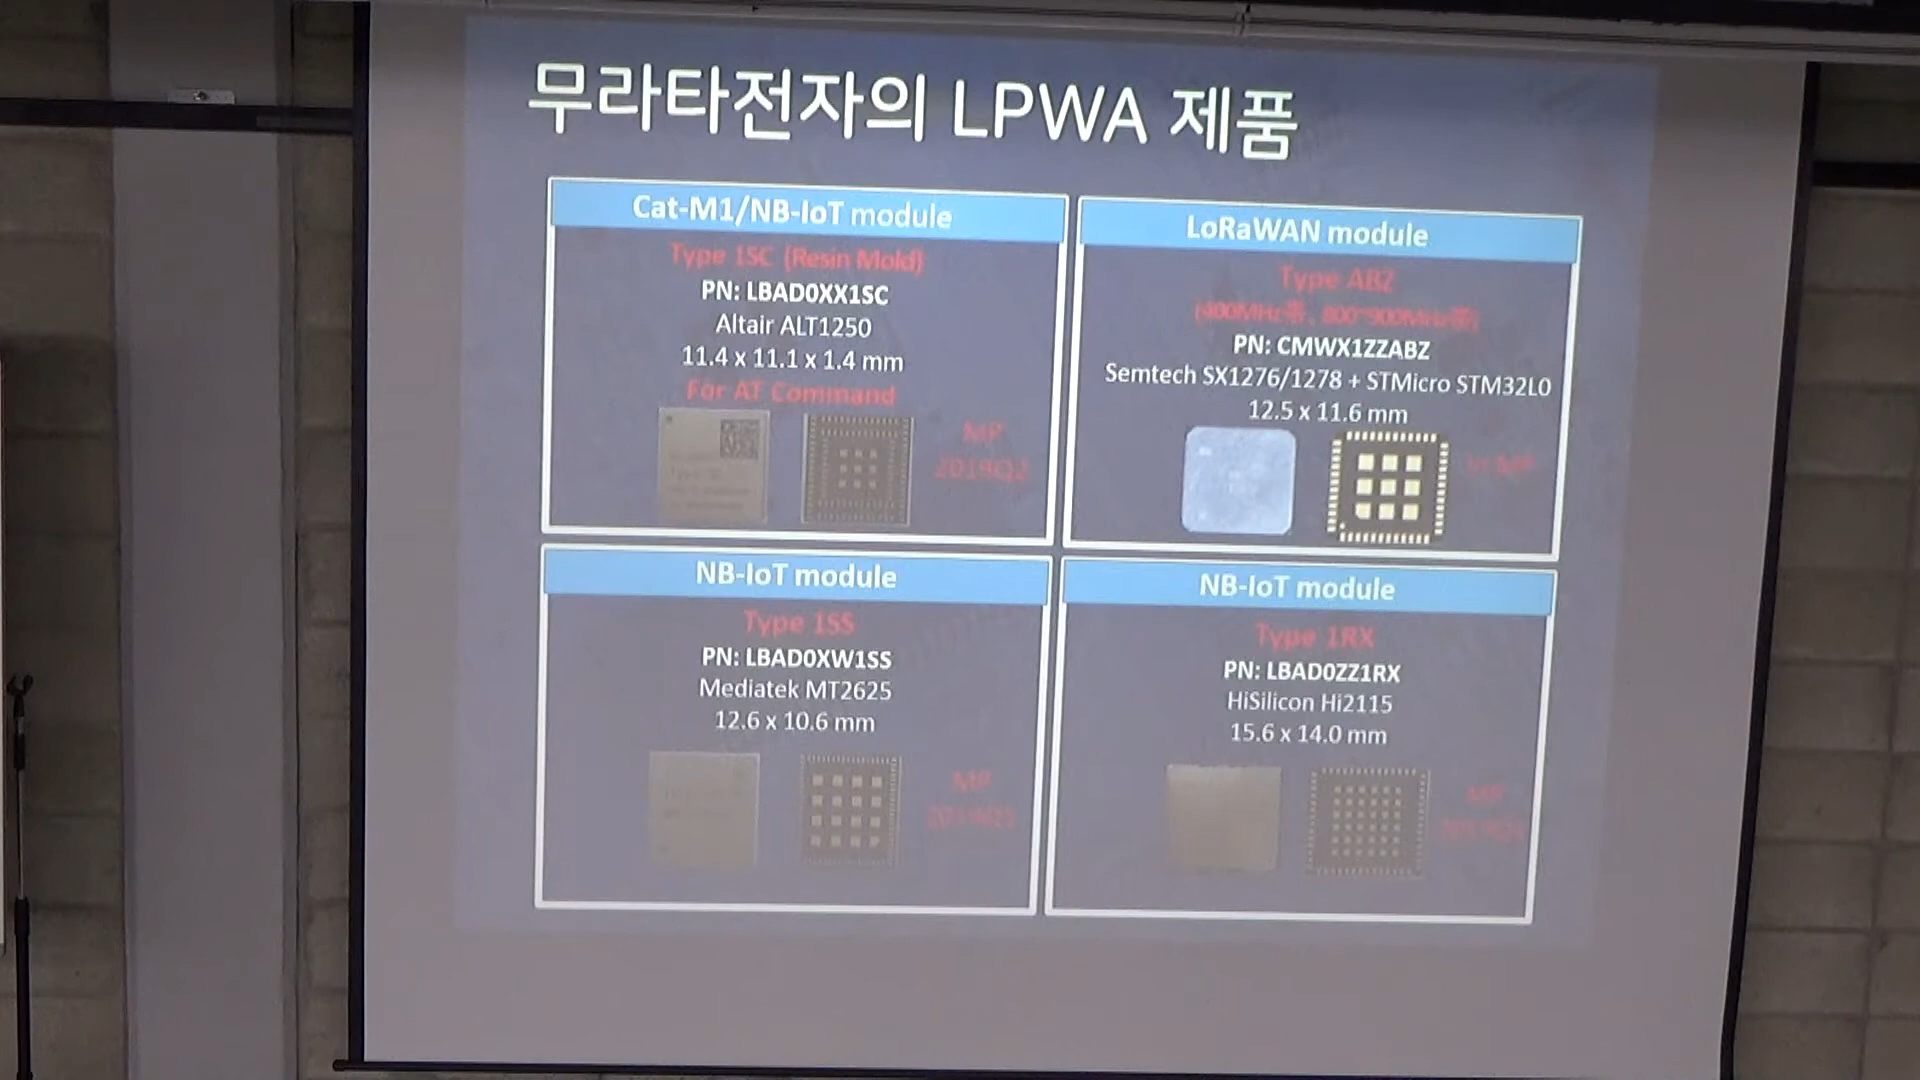 무라타전자의 LPWA 제품
Cat-M1/NB-IoT module
Type 1SC (Resin Mold)
PN: LBAD0XX1SC
Altair ALT1250
11.4 x 11.1 x 1.4 mm
For AT Command
MP
2019Q2
LoRaWAN module
Type ABZ
PN: CMWX1ZZABZ
Semtech SX1276/1278 + STMicro STM32L0
12.5 x 11.6 mm
NB-IoT module
Type 1SS
PN: LBAD0XW1SS
Mediatek MT2625
12.6 x 10.6 mm
MP
NB-IoT module
Type 1RX
PN: LBAD0ZZ1RX
HiSilicon Hi2115
15.6 x 14.0 mm
MP